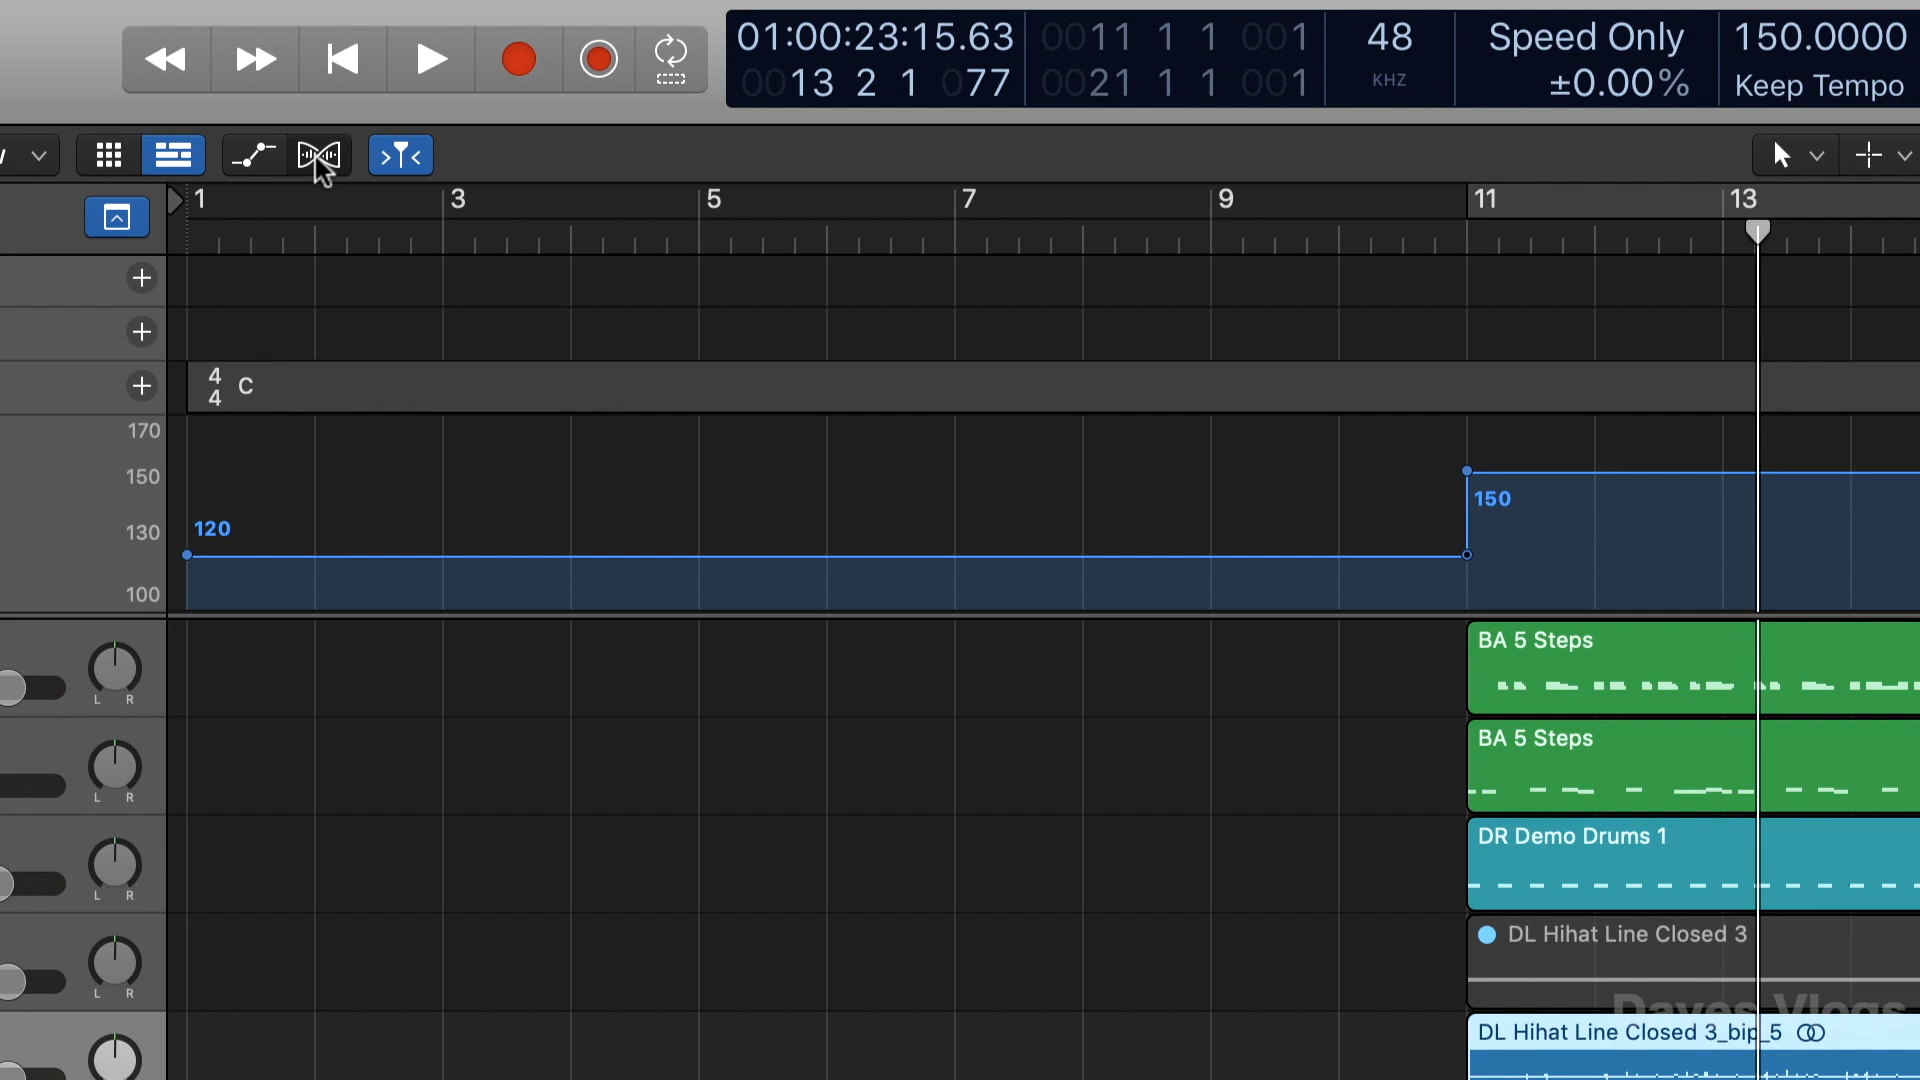 01:00:23:15.63
0013 2 1 077
0011 1 1 001
0021 1 1 001
48
KHZ
Speed Only
±0.00%
150.0000
Keep Tempo
1 3 5 7 9 11 13
4
4
C
170
150
130
100
120
150
L R
BA 5 Steps
L R
BA 5 Steps
L R
DR Demo Drums 1
L R
DL Hihat Line Closed 3
Daves Vlogs
DL Hihat Line Closed 3_bip_5